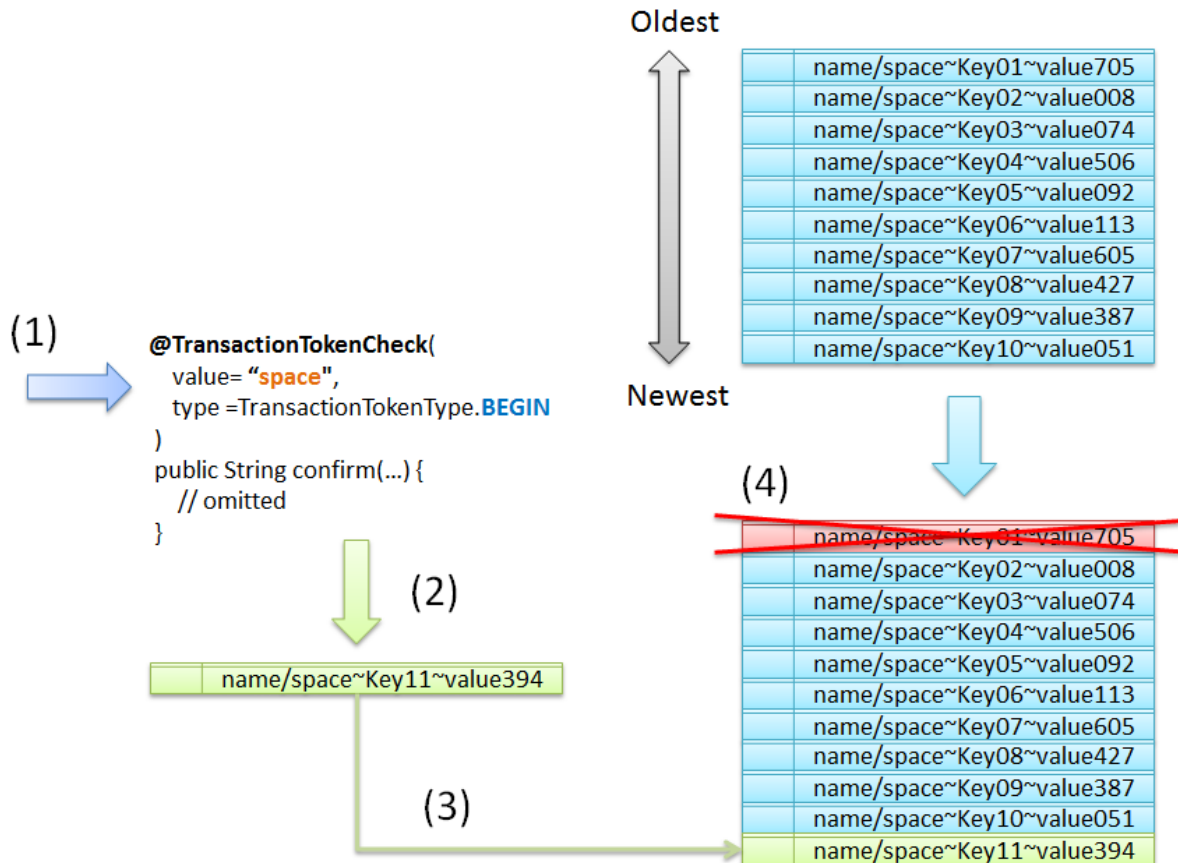 Oldest
name/space~Key01~value705
name/space~Key02~value008
name/space~Key03~value074
name/space~Key04~value506
name/space~Key05~value092
name/space~Key06~value113
name/space~Key07~value605
name/space~Key08~value427
name/space~Key09~value387
name/space~Key10~value051
Newest
(1)
@TransactionTokenCheck(
value= “space",
type =TransactionTokenType.BEGIN
)
public String confirm(...) {
// omitted
}
(2)
name/space~Key11~value394
(3)
(4)
name/space~Key01~value705
name/space~Key02~value008
name/space~Key03~value074
name/space~Key04~value506
name/space~Key05~value092
name/space~Key06~value113
name/space~Key07~value605
name/space~Key08~value427
name/space~Key09~value387
name/space~Key10~value051
name/space~Key11~value394